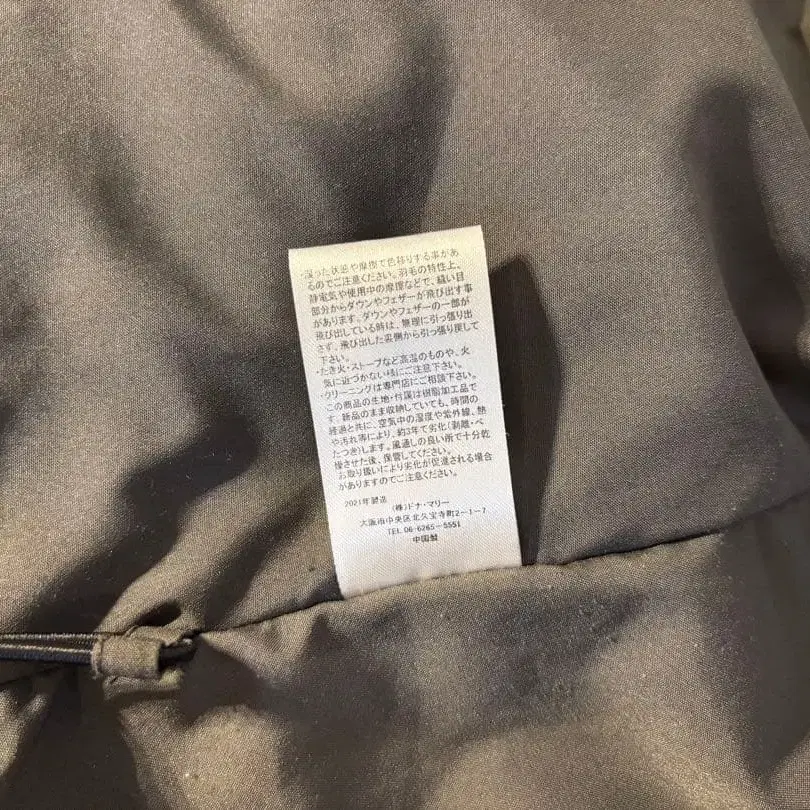 ・湿った状態や摩擦で色移りする事があ
るのでご注意ください。羽毛の特性上、
静電気や使用中の摩擦などで、縫い目
部分からダウンやフェザーが飛び出す事
があります。ダウンやフェザーの一部が
飛び出している時は、無理に引っ張り出
さず、飛び出した裏側から引っ張り戻して
下さい。
・たき火・ストーブなど高温のものや、火
気に近づかない様にご注意下さい。
・クリーニングは専門店にご相談下さい。
この商品の生地・付属は樹脂加工品で
す。新品のまま収納していても、時間の
経過と共に、空気中の湿度や紫外線、熱
や汚れ等により、約3年で劣化(剥離・べ
たつき)します。風通しの良い所で十分乾
燥させた後、保管してください。
お取り扱いにより劣化が促進される場合
がありますのでご注意ください。
2021年製造
(株)ドナ・マリー
大阪市中央区北久宝寺町2-1-7
TEL 06-6265-5551
中国製